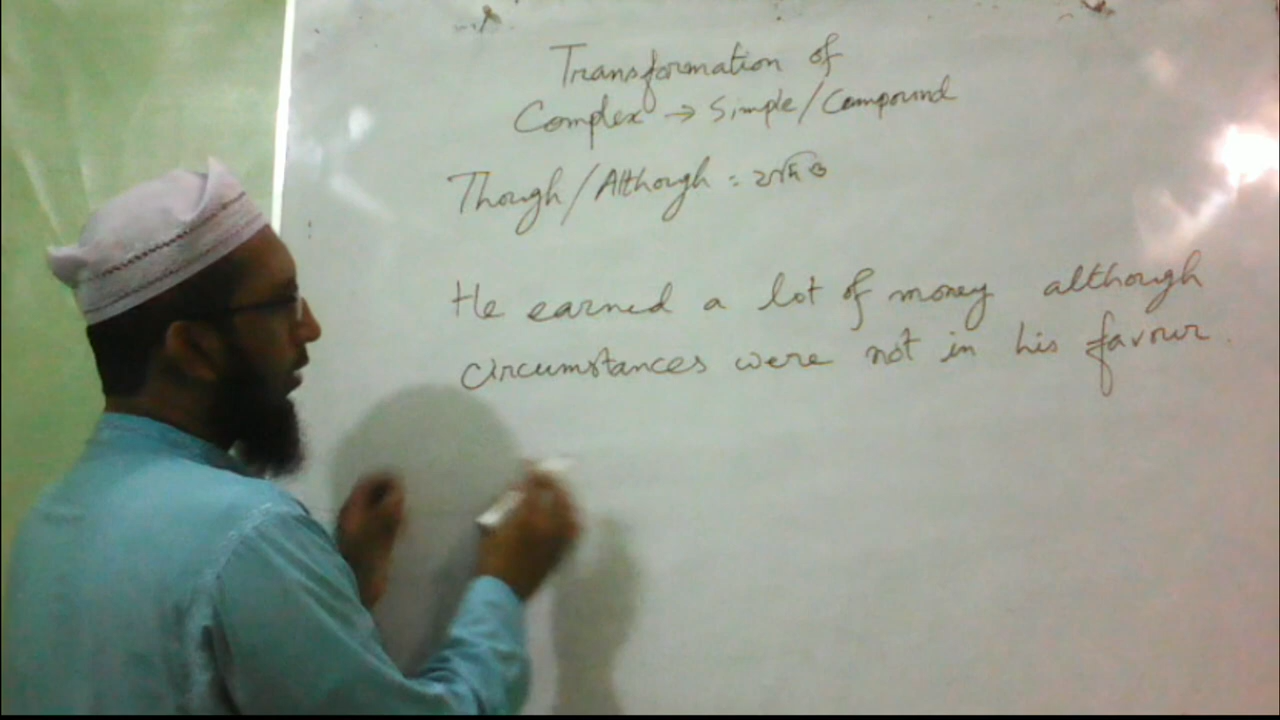 Transformation of
Complex → Simple/Compound
Though/Although = যদিও
He earned a lot of money although
circumstances were not in his favour.